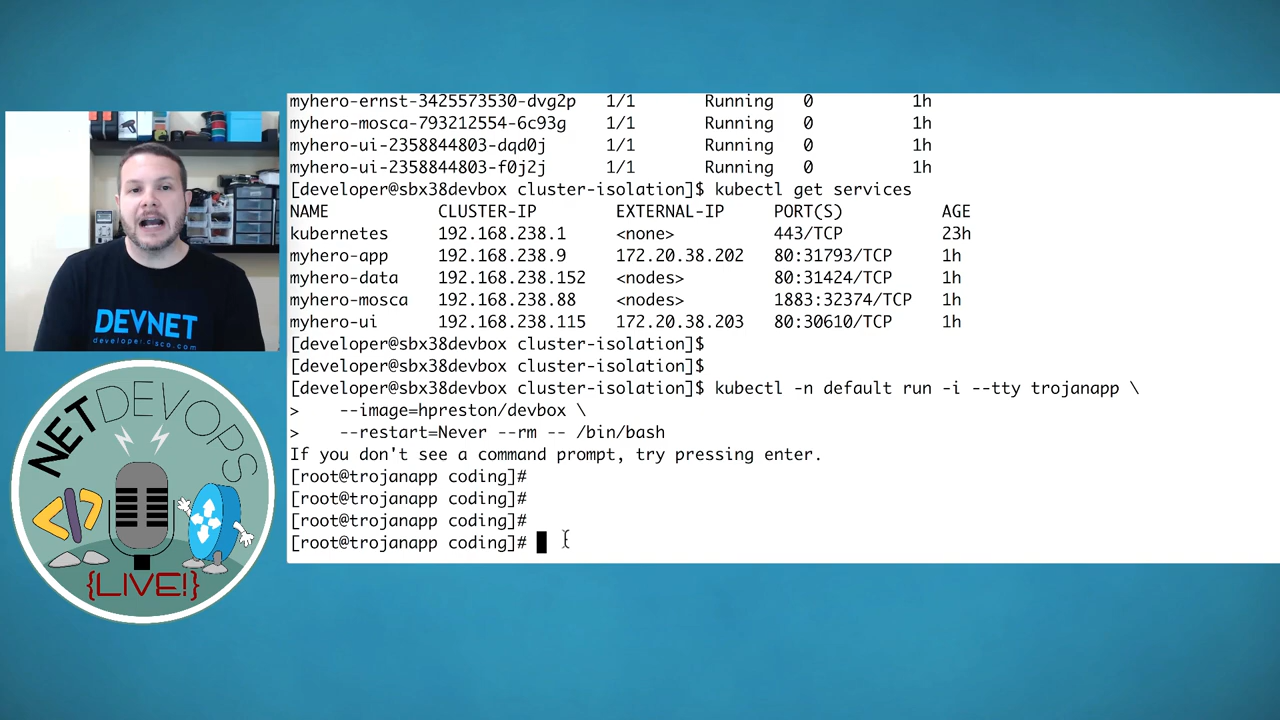 myhero-ernst-3425573530-dvg2p   1/1       Running   0          1h
myhero-mosca-793212554-6c93g    1/1       Running   0          1h
myhero-ui-2358844803-dqd0j      1/1       Running   0          1h
myhero-ui-2358844803-f0j2j      1/1       Running   0          1h
[developer@sbx38devbox cluster-isolation]$ kubectl get services
NAME           CLUSTER-IP        EXTERNAL-IP     PORT(S)          AGE
kubernetes     192.168.238.1     <none>          443/TCP          23h
myhero-app     192.168.238.9     172.20.38.202   80:31793/TCP     1h
myhero-data    192.168.238.152   <nodes>         80:31424/TCP     1h
myhero-mosca   192.168.238.88    <nodes>         1883:32374/TCP   1h
myhero-ui      192.168.238.115   172.20.38.203   80:30610/TCP     1h
[developer@sbx38devbox cluster-isolation]$
[developer@sbx38devbox cluster-isolation]$
[developer@sbx38devbox cluster-isolation]$ kubectl -n default run -i --tty trojanapp \
>    --image=hpreston/devbox \
>    --restart=Never --rm -- /bin/bash
If you don't see a command prompt, try pressing enter.
[root@trojanapp coding]#
[root@trojanapp coding]#
[root@trojanapp coding]#
[root@trojanapp coding]#
DEVNET
developer.cisco.com
NETDEVOPS
</>
{LIVE!}